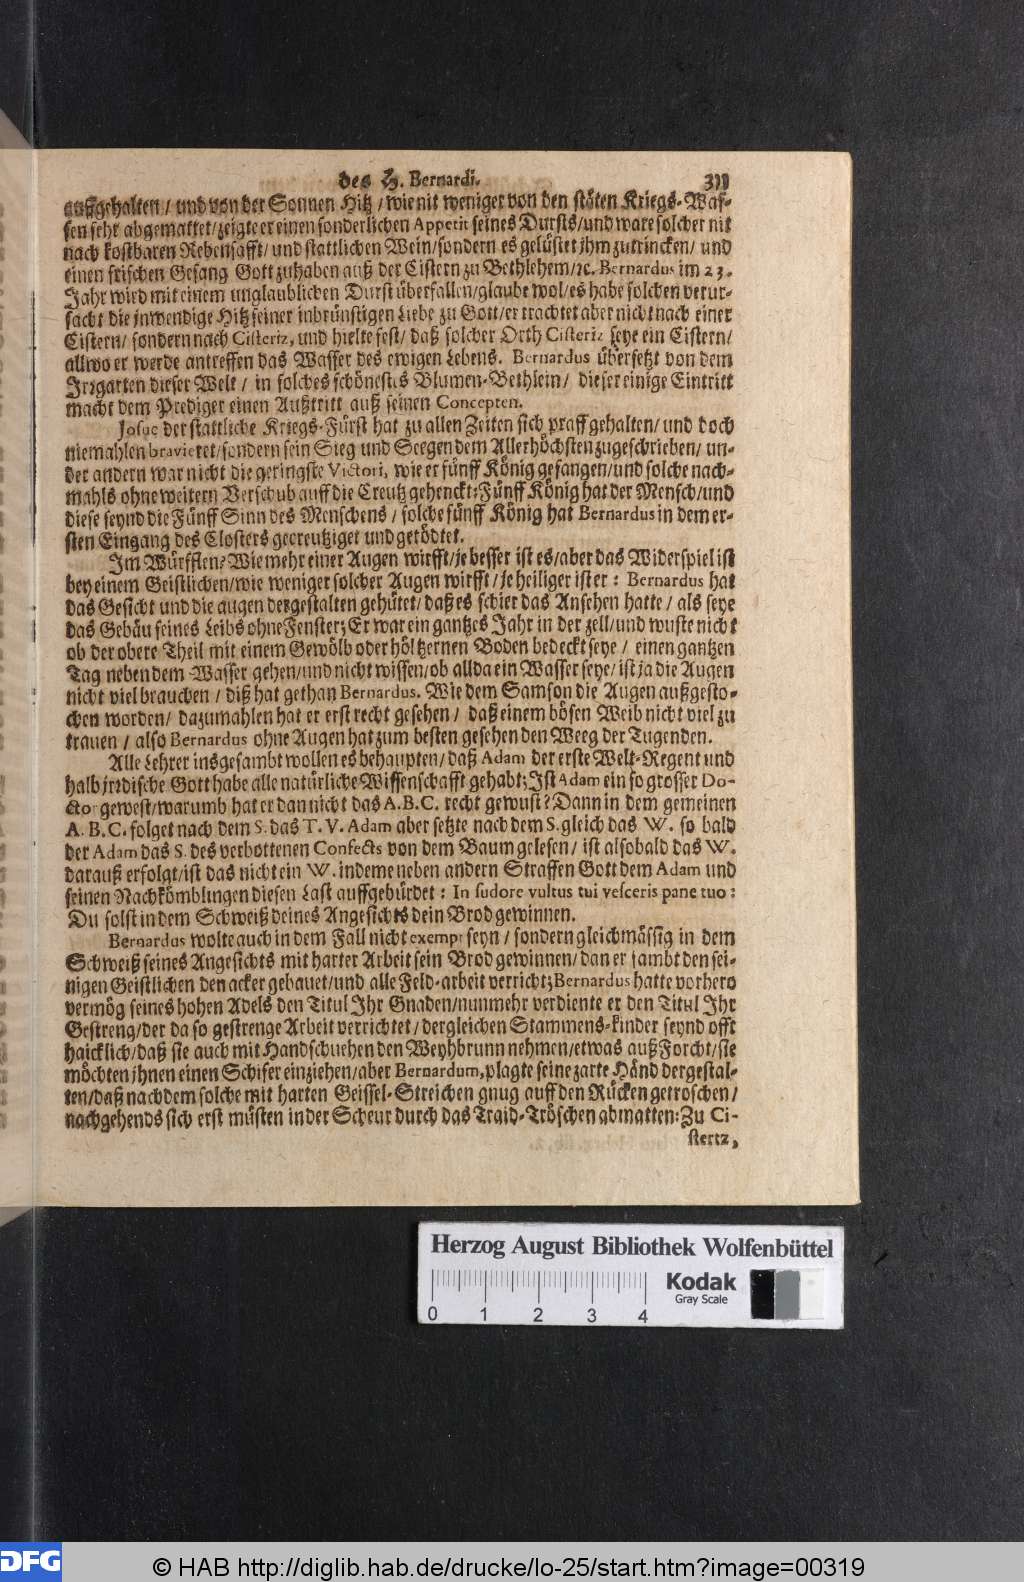 des H. Bernardi. 311
auffgehalten / und von der Sonnen Hitz / wie nit weniger von den stäten Kriegs-Waf-
fen sehr abgemattet / zeigte er einen sonderlichen Appetit seines Dursts / und ware solcher nit
nach kostbaren Rebensafft / und stattlichen Wein / sondern es gelüstet jhm zutrincken / und
einen frischen Gesang Gott zuhaben auß der Cistern zu Bethlehem / ꝛc. Bernardus im 23.
Jahr wird mit einem unglaublichen Durst überfallen / glaube wol / es habe solchen verur-
sacht die jnwendige Hitz seiner inbrünstigen Liebe zu Gott / er trachtet aber nicht nach einer
Cistern / sondern nach Cistertz, und hielte fest / daß solcher Orth Cistertz seye ein Cistern /
allwo er werde antreffen das Wasser des ewigen Lebens. Bernardus übersetzt von dem
Jrrgarten dieser Welt / in solches schönestes Blumen-Bethlein / dieser einige Eintritt
macht dem Prediger einen Außtritt auß seinen Concepten.
Josue der stattliche Kriegs-Fürst hat zu allen Zeiten sich praff gehalten / und doch
niemahlen bravieret / sondern sein Sieg und Seegen dem Allerhöchsten zugeschrieben / un-
der andern war nicht die geringste Victori, wie er fünff König gefangen / und solche nach-
mahls ohne weitern Verschub auff die Creutz gehenckt: Fünff König hat der Mensch / und
diese seynd die Fünff Sinn des Menschens / solche fünff König hat Bernardus in dem er-
sten Eingang des Closters gecreutziget und getödtet.
Im Würfflen? Wie mehr einer Augen wirfft / je besser ist es / aber das Widerspiel ist
bey einem Geistlichen / wie weniger solcher Augen wirfft / je heiliger ist er: Bernardus hat
das Gesicht und die augen dergestalten gehütet / daß es schier das Ansehen hatte / als seye
das Gebäu seines Leibs ohne Fenster; Er war ein gantzes Jahr in der zell / und wuste nicht
ob der obere Theil mit einem Gewölb oder höltzernen Boden bedeckt seye / einen gantzen
Tag neben dem Wasser gehen / und nicht wissen / ob allda ein Wasser seye / ist ja die Augen
nicht viel brauchen / diß hat gethan Bernardus. Wie dem Samson die Augen außgesto-
chen worden / dazumahlen hat er erst recht gesehen / daß einem bösen Weib nicht viel zu
trauen / also Bernardus ohne Augen hat zum besten gesehen den Weeg der Tugenden.
Alle Lehrer insgesambt wollen es behaupten / daß Adam der erste Welt-Regent und
halb jrrdische Gott habe alle natürliche Wissenschafft gehabt; Ist Adam ein so grosser Do-
ctor gewest / warumb hat er dan nicht das A.B.C. recht gewust? Dann in dem gemeinen
A.B.C. folget nach dem S. das T. V. Adam aber setzte nach dem S. gleich das W. so bald
der Adam das S. des verbottenen Confects von dem Baum gelesen / ist alsobald das W.
darauß erfolgt / ist das nicht ein W. indeme neben andern Straffen Gott dem Adam und
seinen Nachkömblingen diesen Last auffgebürdet: In sudore vultus tui vesceris pane tuo:
Du solst in dem Schweiß deines Angesichts dein Brod gewinnen.
Bernardus wolte auch in dem Fall nicht exempt seyn / sondern gleichmässig in dem
Schweiß seines Angesichts mit harter Arbeit sein Brod gewinnen / dan er sambt den sei-
nigen Geistlichen den acker gebauet / und alle Feld-arbeit verricht; Bernardus hatte vorhero
vermög seines hohen Adels den Titul Ihr Gnaden / nunmehr verdiente er den Titul Ihr
Gestreng / der da so gestrenge Arbeit verrichtet / dergleichen Stammens-kinder seynd offt
haicklich / daß sie auch mit Handschuehen den Weyhbrunn nehmen / etwas auß Forcht / sie
möchten jhnen einen Schifer einziehen / aber Bernardum, plagte seine zarte Händ dergestal-
ten / daß nachdem solche mit harten Geissel-Streichen gnug auff den Rücken getroschen /
nachgehends sich erst müsten in der Scheur durch das Traid-Tröschen abmatten: Zu Ci-
stertz,
Herzog August Bibliothek Wolfenbüttel
Kodak
Gray Scale
0 1 2 3 4
DFG © HAB http://diglib.hab.de/drucke/lo-25/start.htm?image=00319